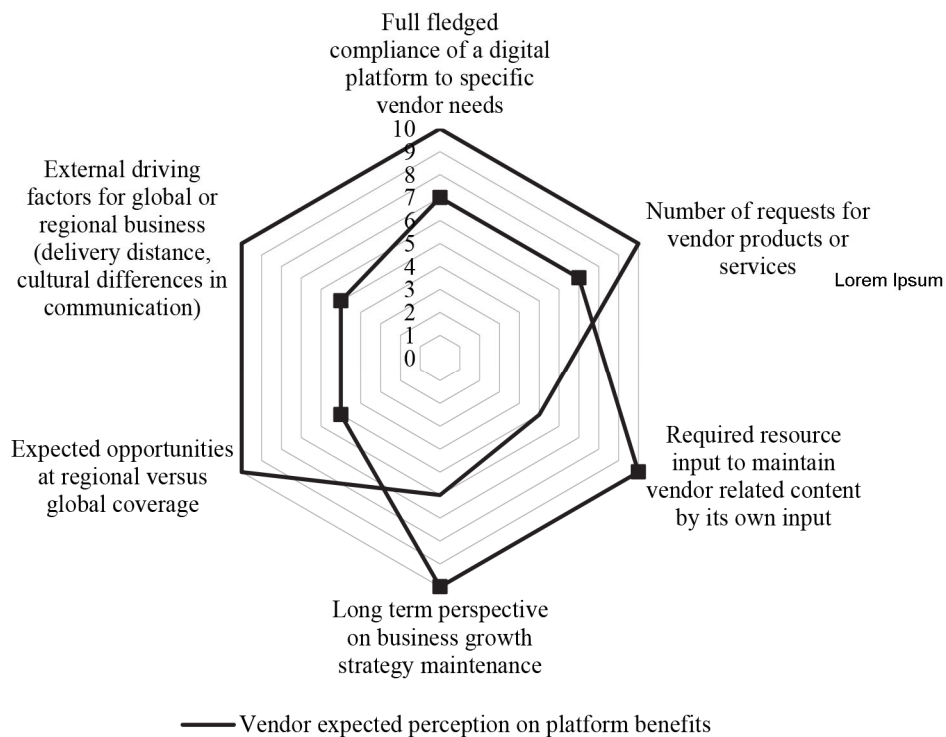 Full fledged
compliance of a digital
platform to specific
vendor needs
10
9
8
7
6
5
4
3
2
1
0
External driving
factors for global or
regional business
(delivery distance,
cultural differences in
communication)
Number of requests for
vendor products or
services
Lorem Ipsum
Expected opportunities
at regional versus
global coverage
Required resource
input to maintain
vendor related content
by its own input
Long term perspective
on business growth
strategy maintenance
Vendor expected perception on platform benefits